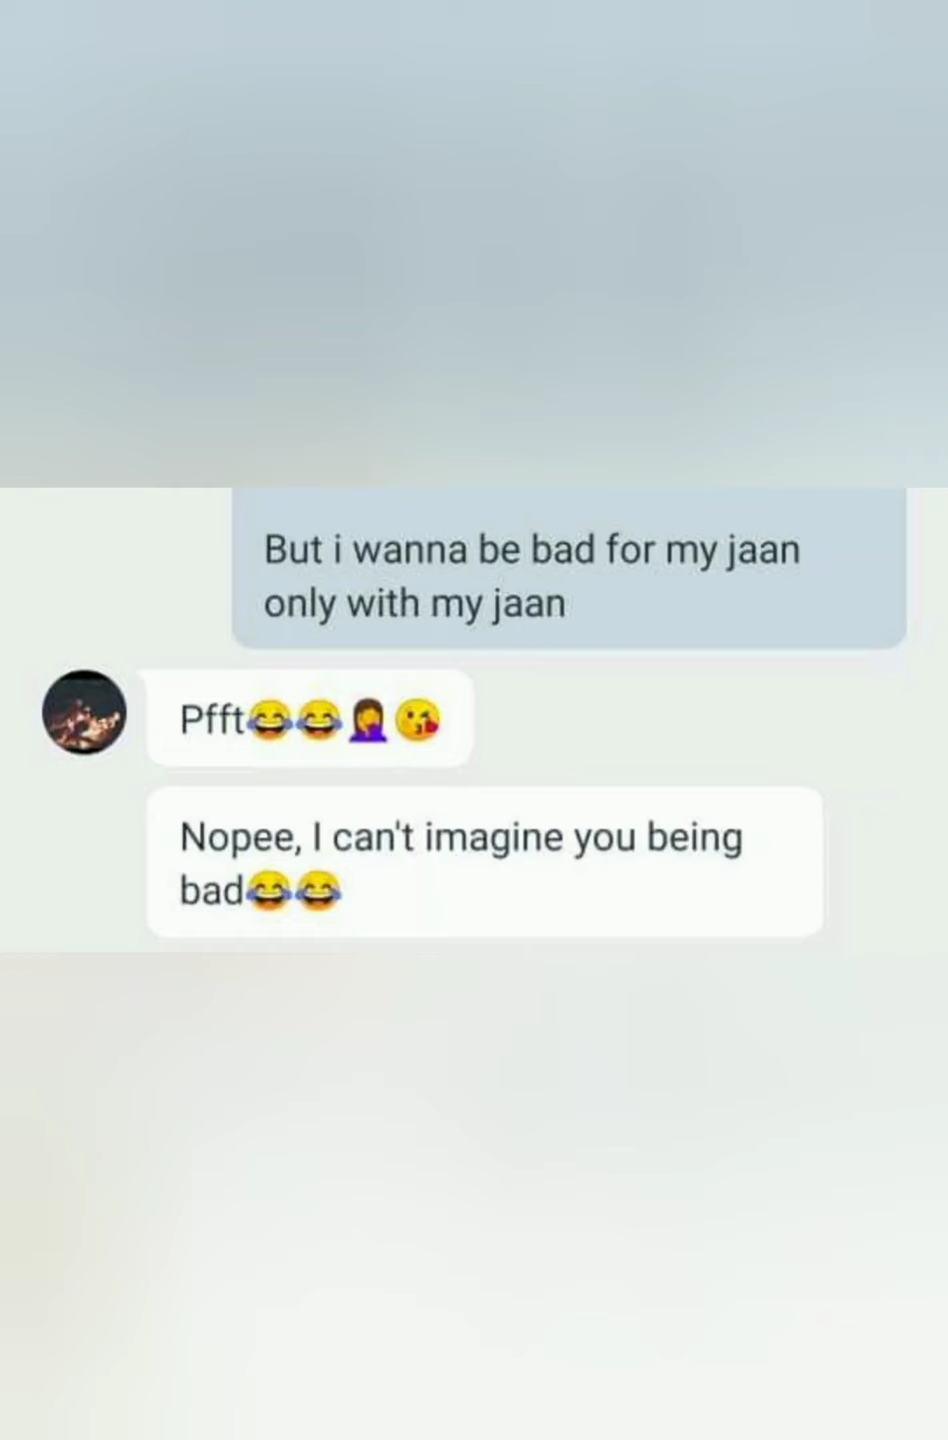 But i wanna be bad for my jaan
only with my jaan
Pfft😂😂🤦‍♀️😘
Nopee, I can't imagine you being
bad😂😂